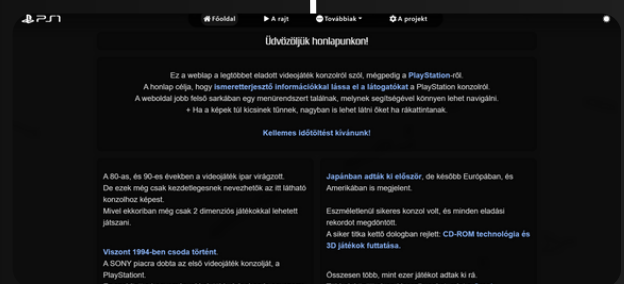 PSN
Főoldal
A rajt
Továbbiak
A projekt
Üdvözöljük honlapunkon!
Ez a weblap a legtöbbet eladott videojáték konzolról szól, mégpedig a PlayStation-ről.
A honlap célja, hogy ismeretterjesztő információkkal lássa el a látogatókat a PlayStation konzolról.
A weboldal jobb felső sarkában egy menürendszert találnak, melynek segítségével könnyen lehet navigálni.
+ Ha a képek túl kicsinek tűnnek, nagyban is lehet látni őket ha rákattintanak.
Kellemes időtöltést kívánunk!
A 80-as, és 90-es években a videojáték ipar virágzott.
De ezek még csak kezdetlegesnek nevezhetők az itt látható
konzolhoz képest.
Mivel ekkoriban még csak 2 dimenziós játékokkal lehetett
játszani.
Viszont 1994-ben csoda történt.
A SONY piacra dobta az első videojáték konzolját, a
PlayStationt.
Japánban adták ki először, de később Európában, és
Amerikában is megjelent.
Eszméletlenül sikeres konzol volt, és minden eladási
rekordot megdöntött.
A siker titka kettő dologban rejlett: CD-ROM technológia és
3D játékok futtatása.
Összesen több, mint ezer játékot adtak ki rá.